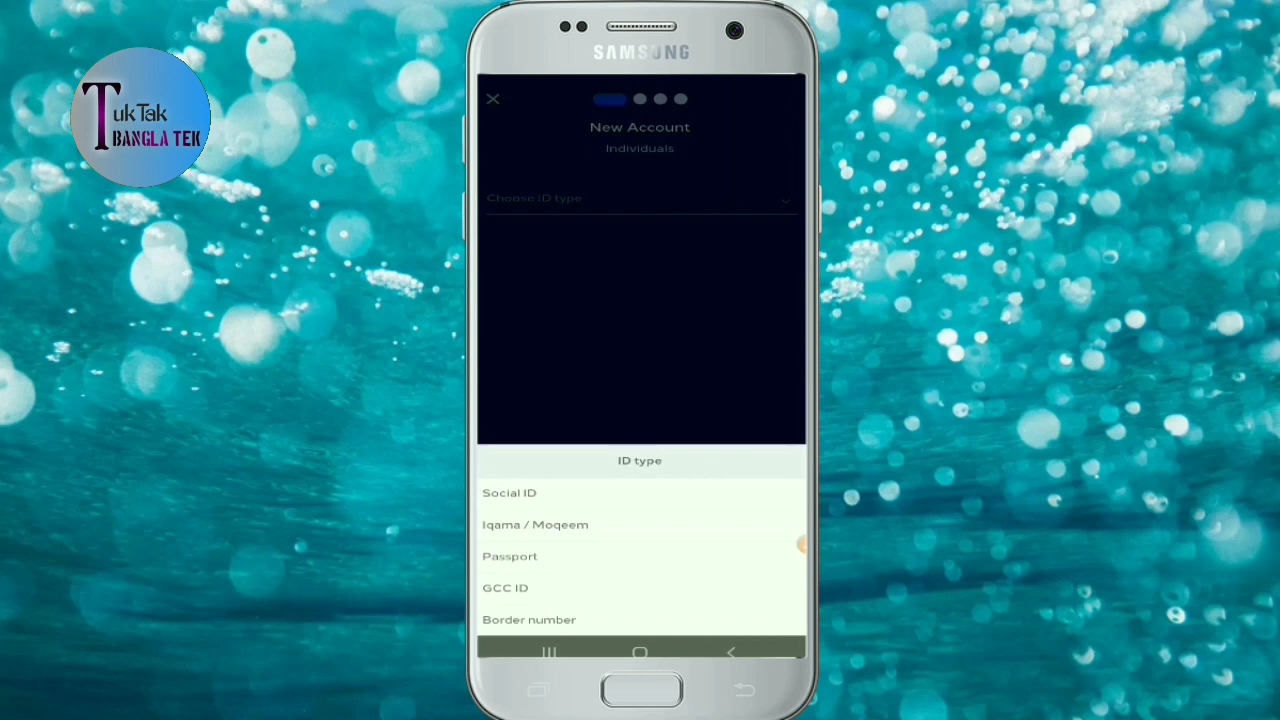 TukTak
BANGLA TEK
SAMSUNG
New Account
Individuals
Choose ID type
ID type
Social ID
Iqama / Moqeem
Passport
GCC ID
Border number